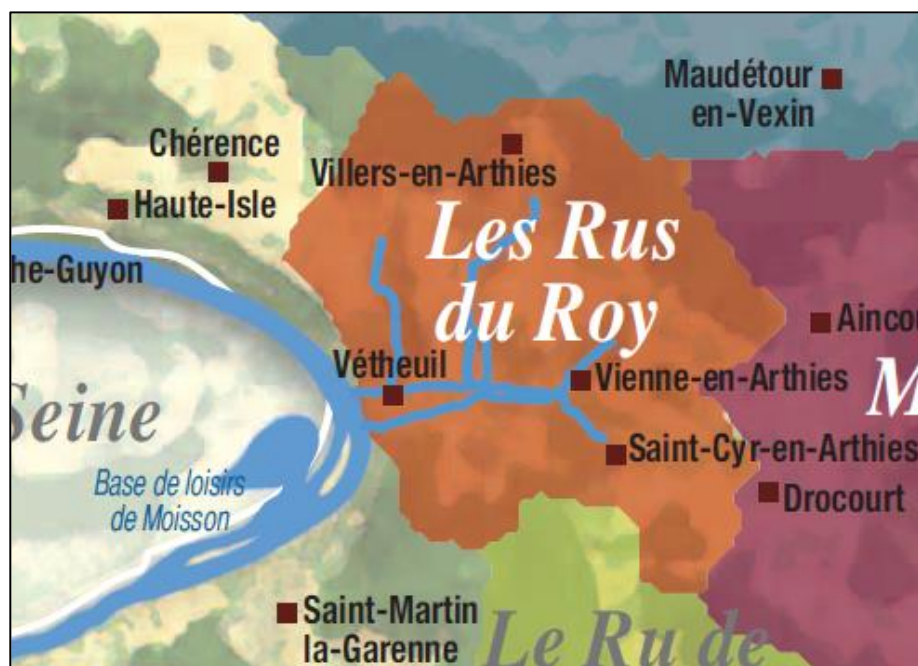 Maudétour
en-Vexin
Chérence
Villers-en-Arthies
Haute-Isle
Les Rus
du Roy
he-Guyon
Aincou
Vétheuil
Vienne-en-Arthies
M
Seine
Saint-Cyr-en-Arthies
Base de loisirs
de Moisson
Drocourt
Saint-Martin
la-Garenne
Le Ru de